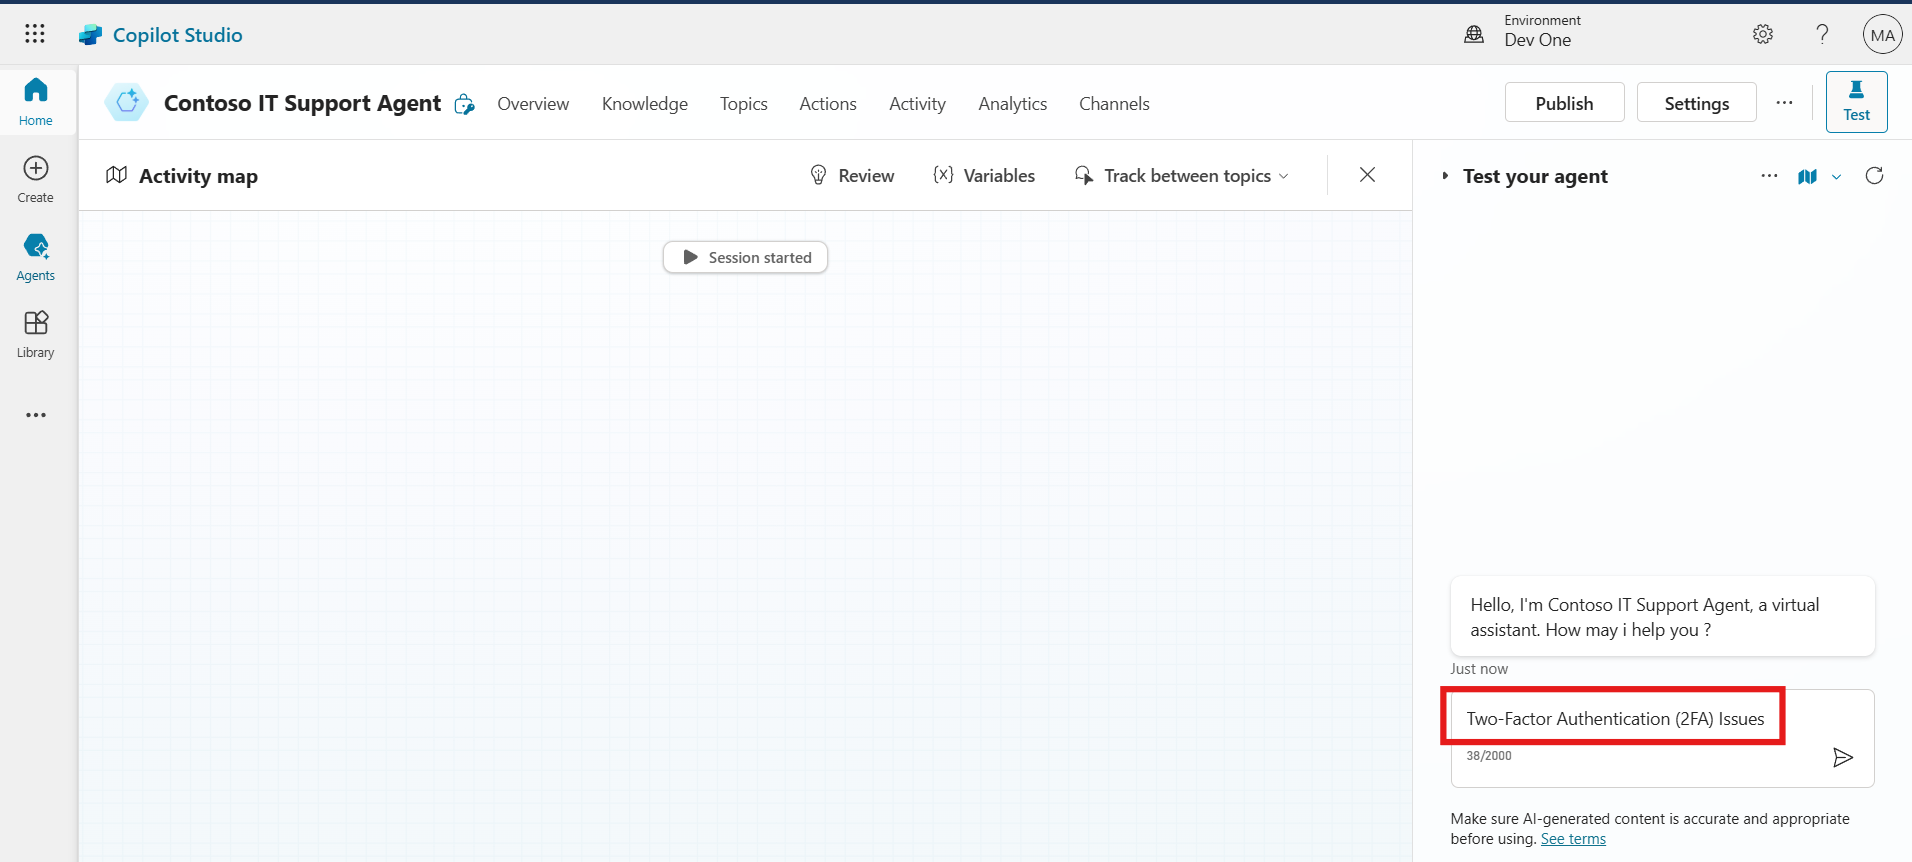 Copilot Studio
Environment
Dev One
MA
Home
Create
Agents
Library
Contoso IT Support Agent
Overview
Knowledge
Topics
Actions
Activity
Analytics
Channels
Publish
Settings
Test
Activity map
Review
Variables
Track between topics
Session started
Test your agent
Hello, I'm Contoso IT Support Agent, a virtual
assistant. How may i help you ?
Just now
Two-Factor Authentication (2FA) Issues
38/2000
Make sure AI-generated content is accurate and appropriate
before using. See terms